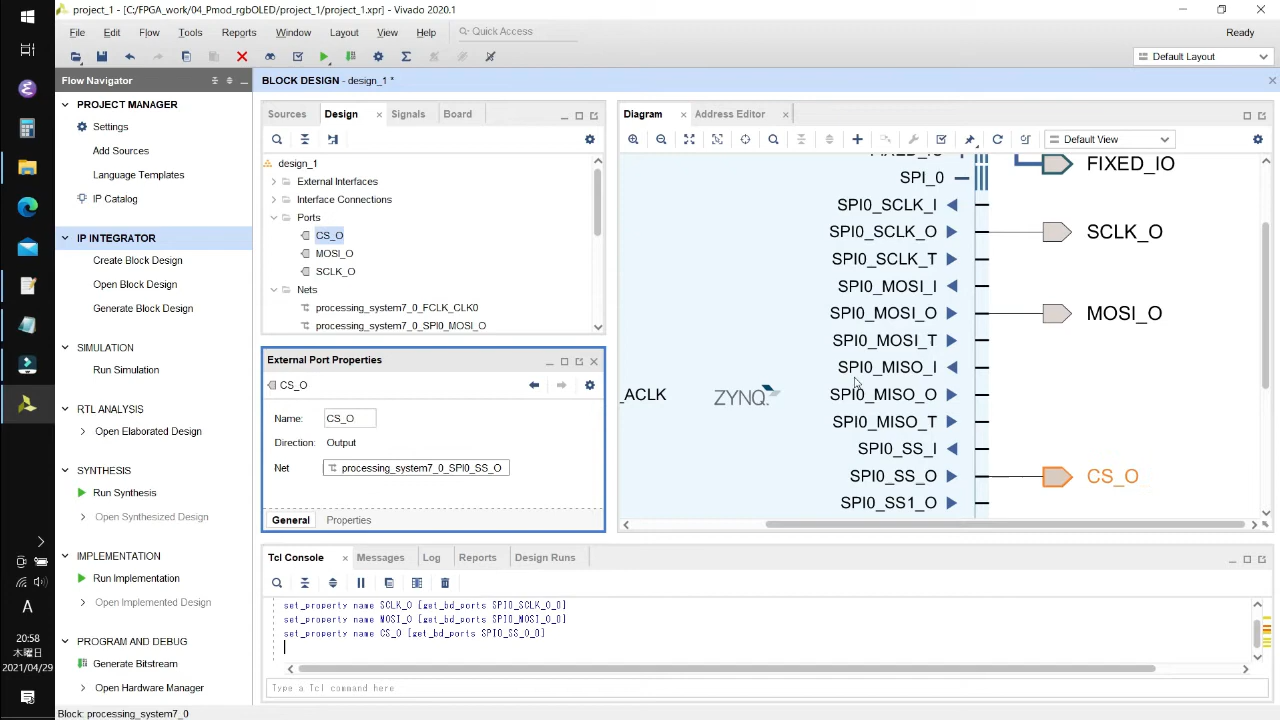 project_1 - [C:/FPGA_work/04_Pmod_rgbOLED/project_1/project_1.xpr] - Vivado 2020.1
File Edit Flow Tools Reports Window Layout View Help Quick Access Ready
Default Layout
Flow Navigator
BLOCK DESIGN - design_1 *
PROJECT MANAGER
Settings
Add Sources
Language Templates
IP Catalog
IP INTEGRATOR
Create Block Design
Open Block Design
Generate Block Design
SIMULATION
Run Simulation
RTL ANALYSIS
Open Elaborated Design
SYNTHESIS
Run Synthesis
Open Synthesized Design
IMPLEMENTATION
Run Implementation
Open Implemented Design
PROGRAM AND DEBUG
Generate Bitstream
Open Hardware Manager
Sources Design Signals Board
design_1
External Interfaces
Interface Connections
Ports
CS_O
MOSI_O
SCLK_O
Nets
processing_system7_0_FCLK_CLK0
processing_system7_0_SPI0_MOSI_O
External Port Properties
CS_O
Name: CS_O
Direction: Output
Net processing_system7_0_SPI0_SS_O
General Properties
Diagram Address Editor
Default View
FIXED_IO
FIXED_IO
SPI_0
SPI0_SCLK_I
SPI0_SCLK_O
SCLK_O
SPI0_SCLK_T
SPI0_MOSI_I
SPI0_MOSI_O
MOSI_O
SPI0_MOSI_T
SPI0_MISO_I
_ACLK
ZYNQ
SPI0_MISO_O
SPI0_MISO_T
SPI0_SS_I
SPI0_SS_O
CS_O
SPI0_SS1_O
Tcl Console Messages Log Reports Design Runs
set_property name SCLK_O [get_bd_ports SPI0_SCLK_O_0]
set_property name MOSI_O [get_bd_ports SPI0_MOSI_O_0]
set_property name CS_O [get_bd_ports SPI0_SS_O_0]
Type a Tcl command here
A
20:58
木曜日
2021/04/29
Block: processing_system7_0